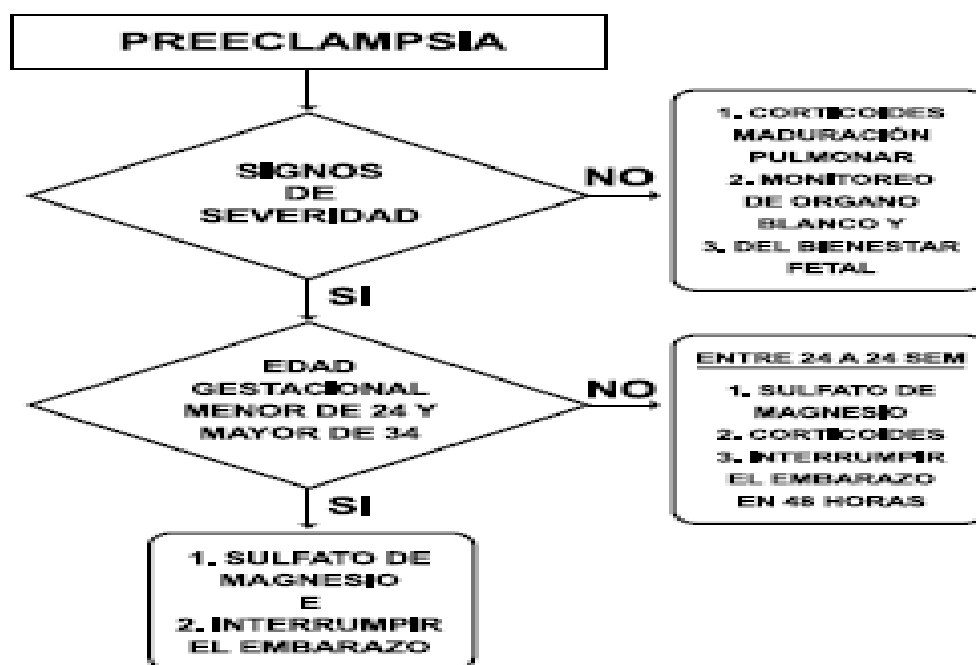 PREECLAMPSIA
SIGNOS
DE
SEVERIDAD
NO
1. CORTICOIDES
MADURACIÓN
PULMONAR
2. MONITOREO
DE ORGANO
BLANCO Y
3. DEL BIENESTAR
FETAL
SI
EDAD
GESTACIONAL
MENOR DE 24 Y
MAYOR DE 34
NO
ENTRE 24 A 24 SEM
1. SULFATO DE
MAGNESIO
2. CORTICOIDES
3. INTERRUMPIR
EL EMBARAZO
EN 48 HORAS
SI
1. SULFATO DE
MAGNESIO
E
2. INTERRUMPIR
EL EMBARAZO